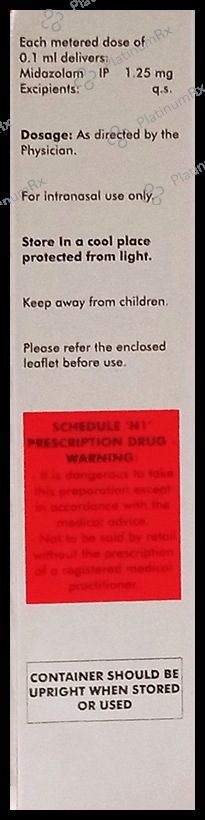 Each metered dose of
0.1 ml delivers:
Midazolam IP 1.25 mg
Excipients: q.s.
Dosage: As directed by the
Physician.
For intranasal use only.
Store In a cool place
protected from light.
Keep away from children.
Please refer the enclosed
leaflet before use.
SCHEDULE 'H1'
PRESCRIPTION DRUG -
WARNING:
- It is dangerous to take
this preparation except
in accordance with the
medical advice.
- Not to be sold by retail
without the prescription
of a registered medical
practitioner.
CONTAINER SHOULD BE
UPRIGHT WHEN STORED
OR USED
PlatinumRx
PlatinumRx
PlatinumRx